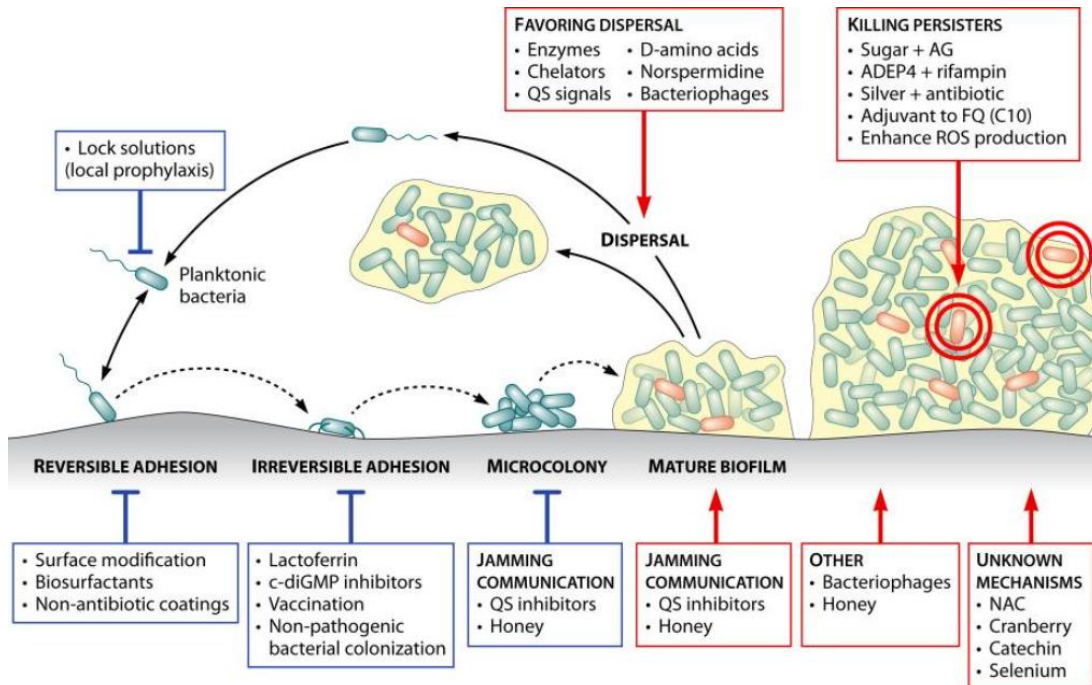 FAVORING DISPERSAL
• Enzymes • D-amino acids
• Chelators • Norspermidine
• QS signals • Bacteriophages
KILLING PERSISTERS
• Sugar + AG
• ADEP4 + rifampin
• Silver + antibiotic
• Adjuvant to FQ (C10)
• Enhance ROS production
• Lock solutions
(local prophylaxis)
DISPERSAL
Planktonic
bacteria
REVERSIBLE ADHESION
IRREVERSIBLE ADHESION
MICROCOLONY
MATURE BIOFILM
• Surface modification
• Biosurfactants
• Non-antibiotic coatings
• Lactoferrin
• c-diGMP inhibitors
• Vaccination
• Non-pathogenic
bacterial colonization
JAMMING
COMMUNICATION
• QS inhibitors
• Honey
JAMMING
COMMUNICATION
• QS inhibitors
• Honey
OTHER
• Bacteriophages
• Honey
UNKNOWN
MECHANISMS
• NAC
• Cranberry
• Catechin
• Selenium